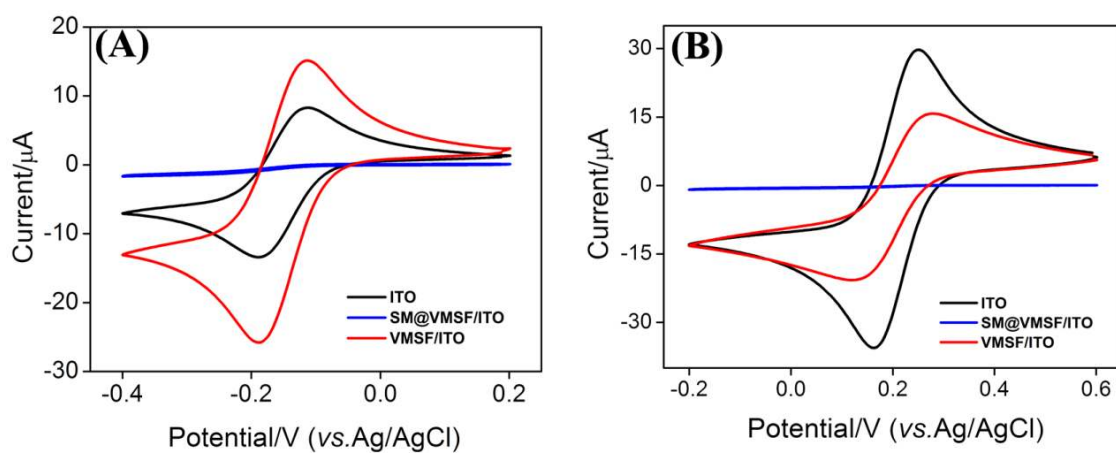 (A)
20
10
0
-10
-20
-30
Current/μA
ITO
SM@VMSF/ITO
VMSF/ITO
-0.4
-0.2
0.0
0.2
Potential/V (vs.Ag/AgCl)
(B)
30
15
0
-15
-30
Current/μA
ITO
SM@VMSF/ITO
VMSF/ITO
-0.2
0.0
0.2
0.4
0.6
Potential/V (vs.Ag/AgCl)